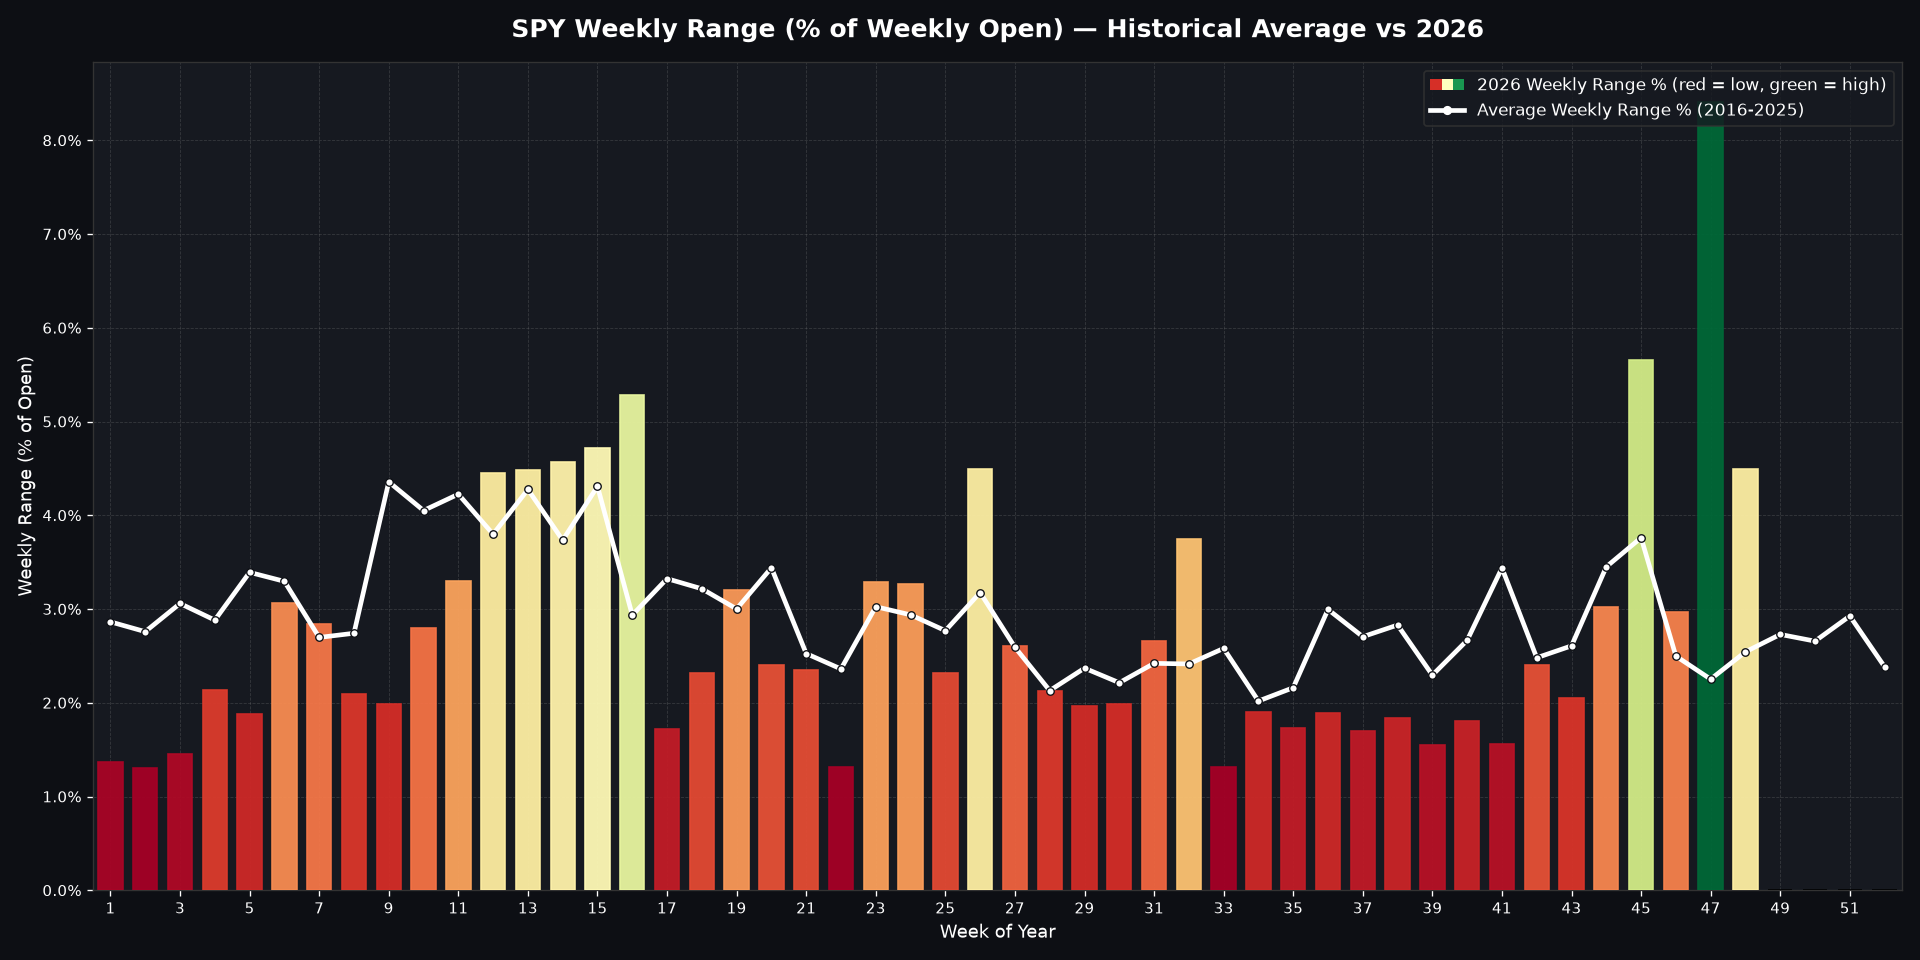 SPY Weekly Range (% of Weekly Open) — Historical Average vs 2026
2026 Weekly Range % (red = low, green = high)
Average Weekly Range % (2016-2025)
8.0%
7.0%
6.0%
5.0%
4.0%
3.0%
2.0%
1.0%
0.0%
Weekly Range (% of Open)
1 3 5 7 9 11 13 15 17 19 21 23 25 27 29 31 33 35 37 39 41 43 45 47 49 51
Week of Year